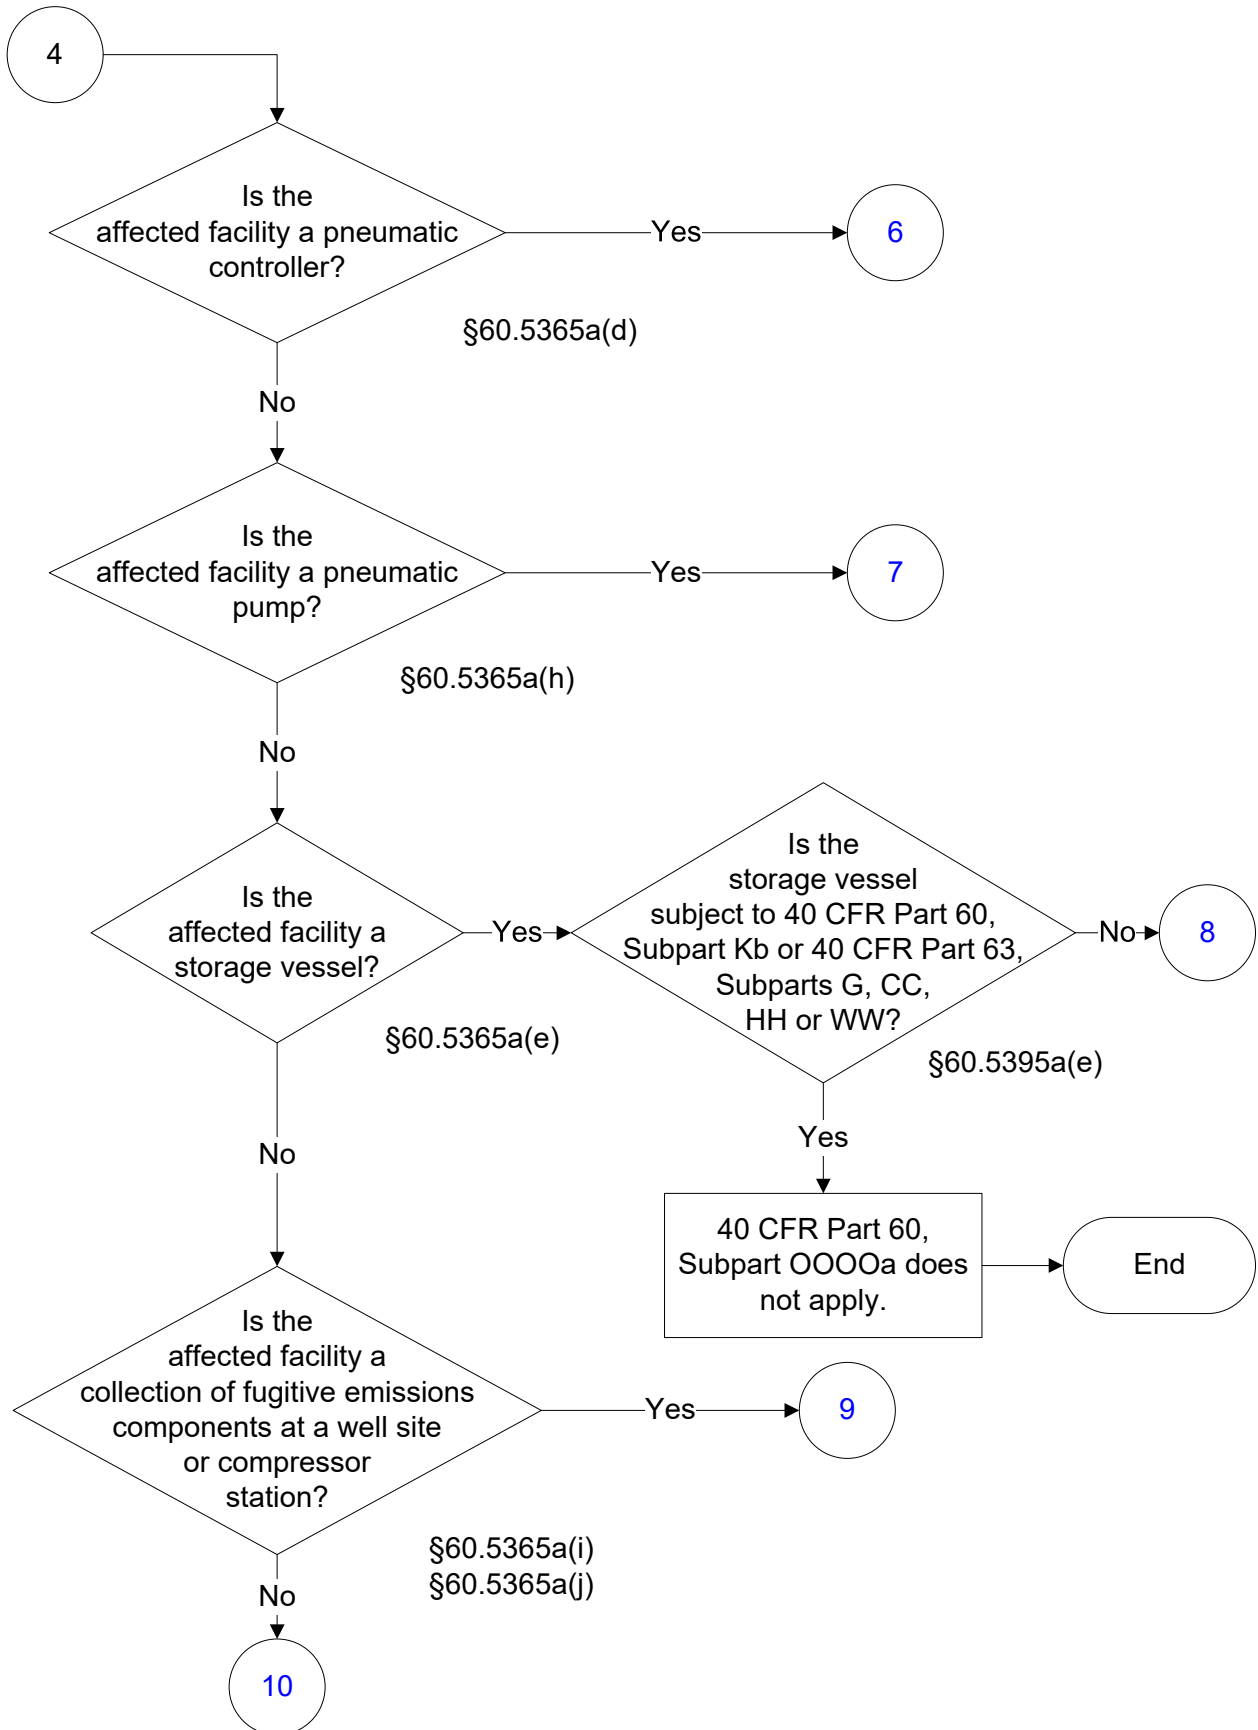 4
Is the
affected facility a pneumatic
controller?
Yes
6
§60.5365a(d)
No
Is the
affected facility a pneumatic
pump?
Yes
7
§60.5365a(h)
No
Is the
affected facility a
storage vessel?
Yes
§60.5365a(e)
Is the
storage vessel
subject to 40 CFR Part 60,
Subpart Kb or 40 CFR Part 63,
Subparts G, CC,
HH or WW?
No
8
§60.5395a(e)
Yes
40 CFR Part 60,
Subpart OOOOa does
not apply.
End
No
Is the
affected facility a
collection of fugitive emissions
components at a well site
or compressor
station?
Yes
9
§60.5365a(i)
§60.5365a(j)
No
10